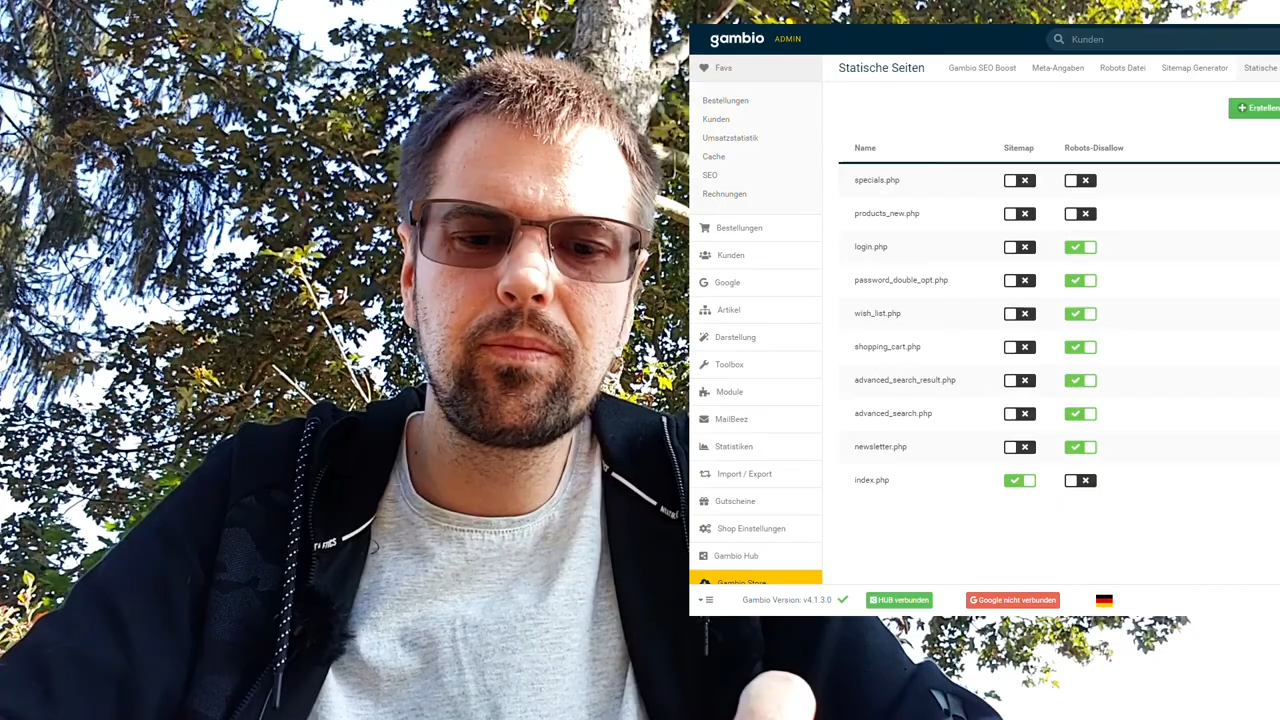 gambio ADMIN
Kunden
Favs
Statische Seiten
Gambio SEO Boost
Meta-Angaben
Robots Datei
Sitemap Generator
Statische
Bestellungen
Kunden
Umsatzstatistik
Cache
SEO
Rechnungen
Erstellen
Name Sitemap Robots-Disallow
specials.php
products_new.php
login.php
password_double_opt.php
wish_list.php
shopping_cart.php
advanced_search_result.php
advanced_search.php
newsletter.php
index.php
Bestellungen
Kunden
Google
Artikel
Darstellung
Toolbox
Module
MailBeez
Statistiken
Import / Export
Gutscheine
Shop Einstellungen
Gambio Hub
Gambio Store
Gambio Version: v4.1.3.0
HUB verbunden
Google nicht verbunden